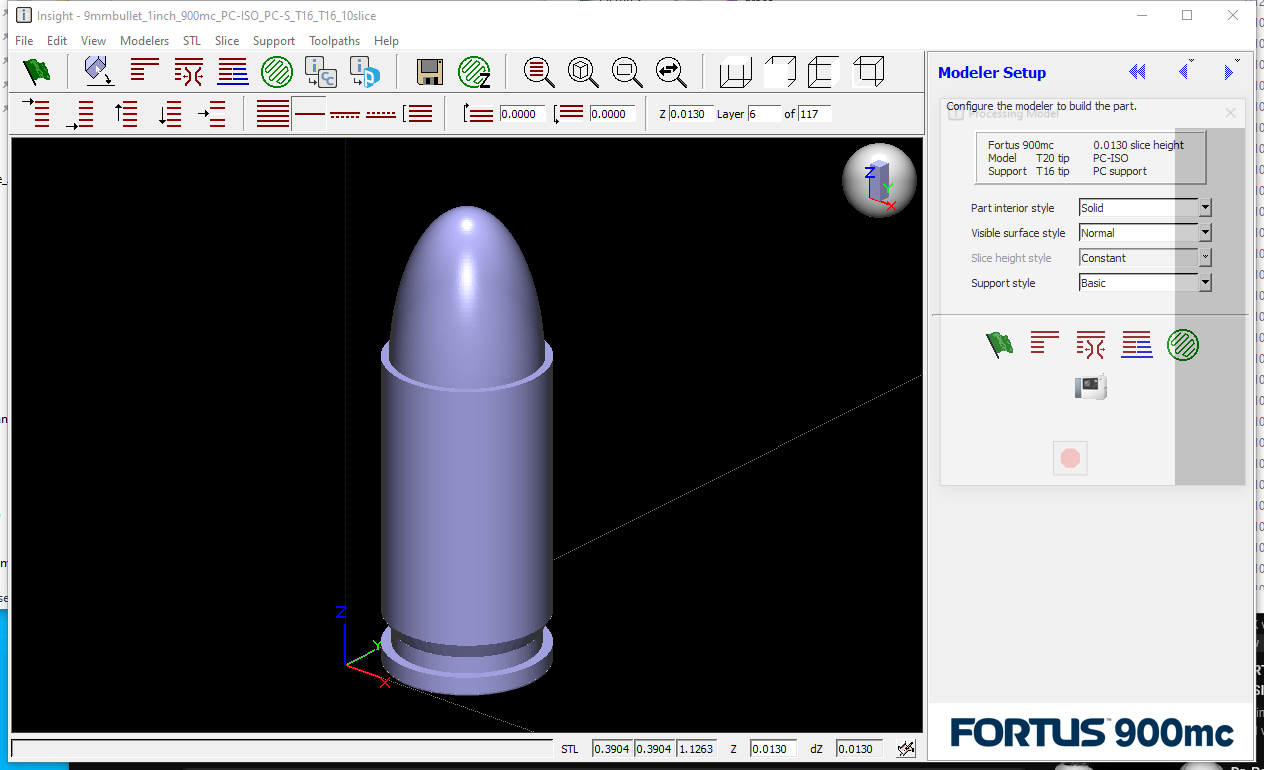 Insight - 9mmbullet_1inch_900mc_PC-ISO_PC-S_T16_T16_10slice
File Edit View Modelers STL Slice Support Toolpaths Help
0.0000 0.0000 Z 0.0130 Layer 6 of 117
Modeler Setup
Configure the modeler to build the part.
Processing Model
Fortus 900mc 0.0130 slice height
Model T20 tip PC-ISO
Support T16 tip PC support
Part interior style Solid
Visible surface style Normal
Slice height style Constant
Support style Basic
Z
Y
X
Z
Y
X
FORTUS™ 900mc
STL 0.3904 0.3904 1.1263 Z 0.0130 dZ 0.0130